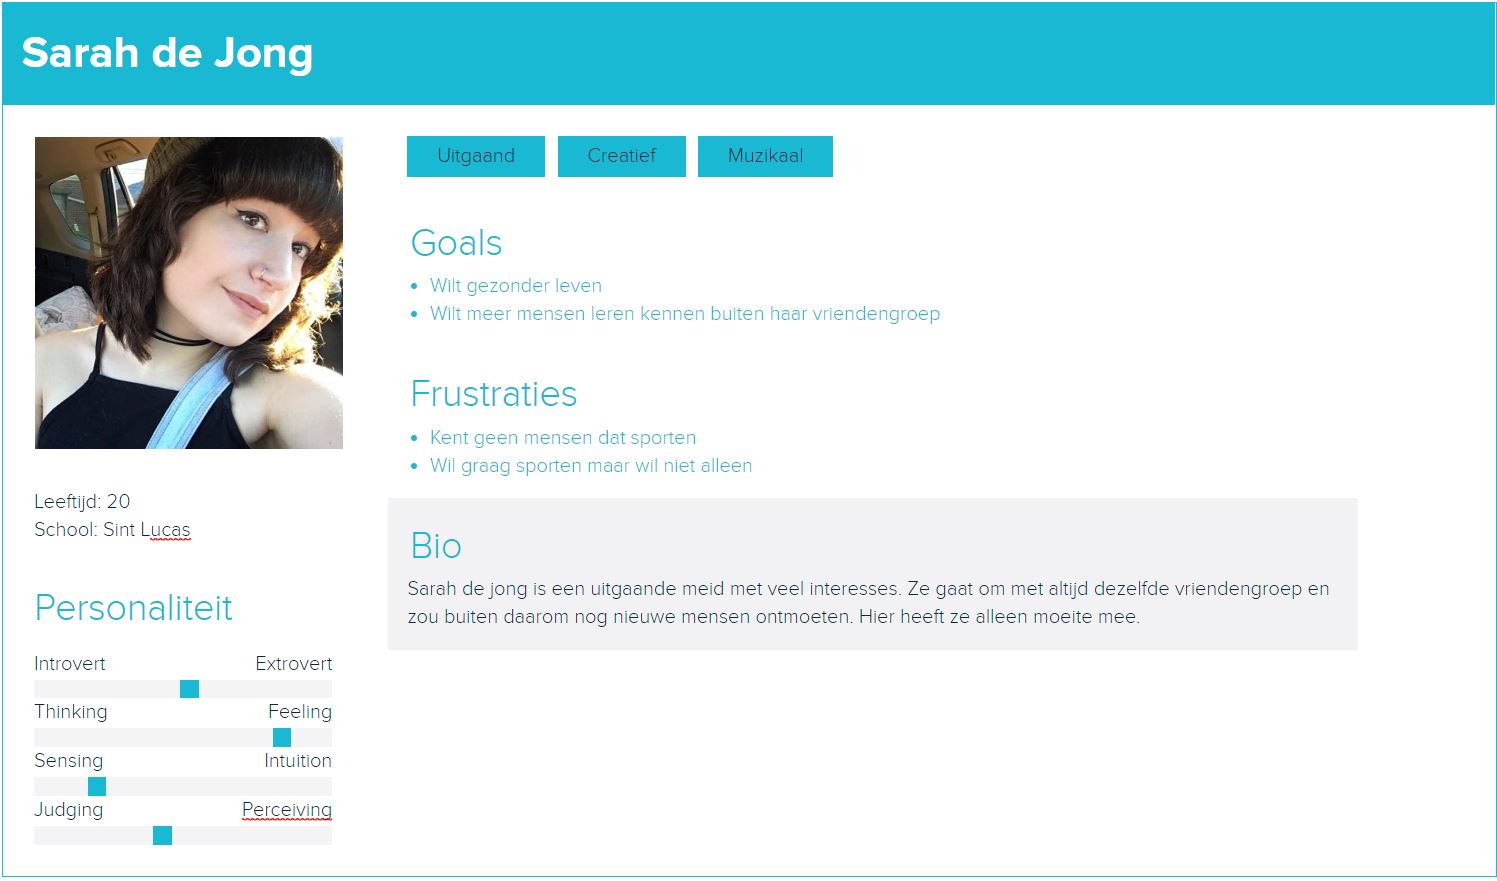 Sarah de Jong
Uitgaand
Creatief
Muzikaal
Goals
• Wilt gezonder leven
• Wilt meer mensen leren kennen buiten haar vriendengroep
Frustraties
• Kent geen mensen dat sporten
• Wil graag sporten maar wil niet alleen
Bio
Sarah de jong is een uitgaande meid met veel interesses. Ze gaat om met altijd dezelfde vriendengroep en
zou buiten daarom nog nieuwe mensen ontmoeten. Hier heeft ze alleen moeite mee.
Leeftijd: 20
School: Sint Lucas
Personaliteit
Introvert Extrovert
Thinking Feeling
Sensing Intuition
Judging Perceiving